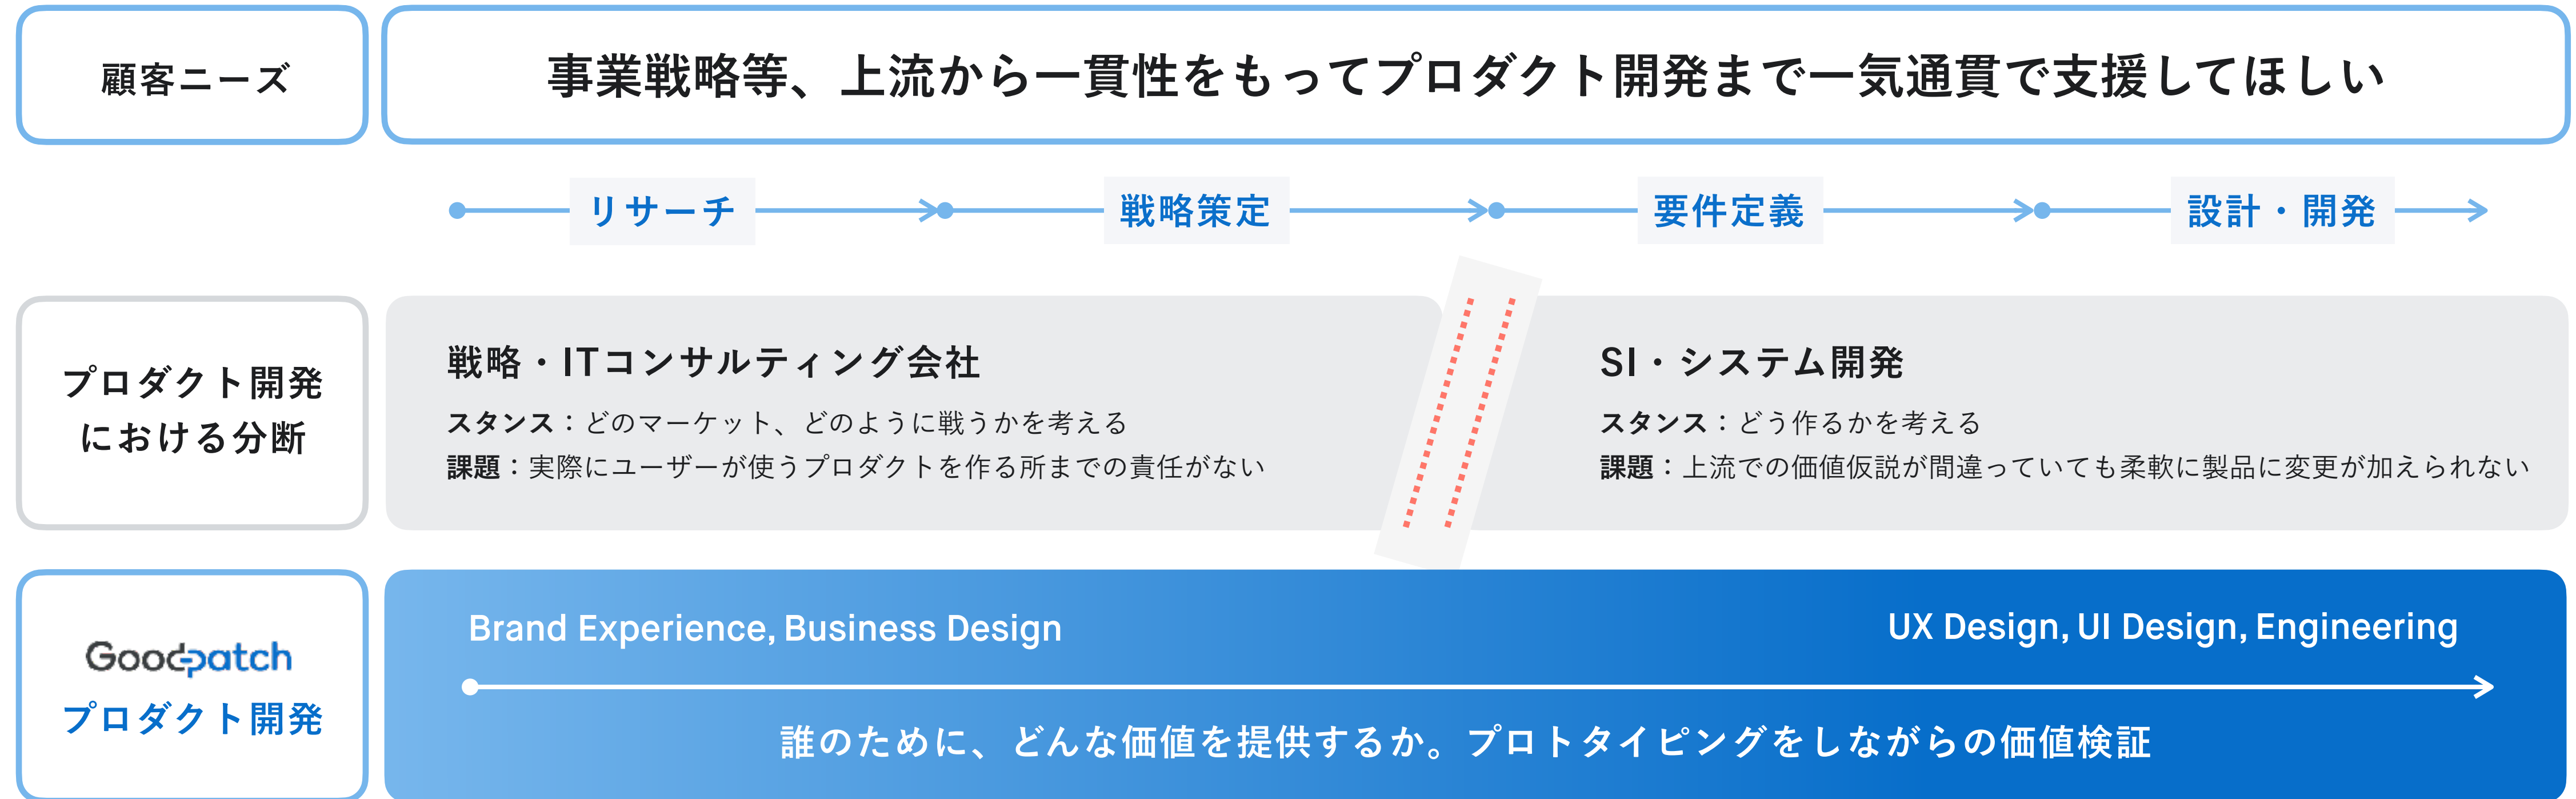 顧客ニーズ
事業戦略等、上流から一貫性をもってプロダクト開発まで一気通貫で支援してほしい
リサーチ
戦略策定
要件定義
設計・開発
プロダクト開発
における分断
戦略・ITコンサルティング会社
スタンス：どのマーケット、どのように戦うかを考える
課題：実際にユーザーが使うプロダクトを作る所までの責任がない
SI・システム開発
スタンス：どう作るかを考える
課題：上流での価値仮説が間違っていても柔軟に製品に変更が加えられない
Goodpatch
プロダクト開発
Brand Experience, Business Design
UX Design, UI Design, Engineering
誰のために、どんな価値を提供するか。プロトタイピングをしながらの価値検証